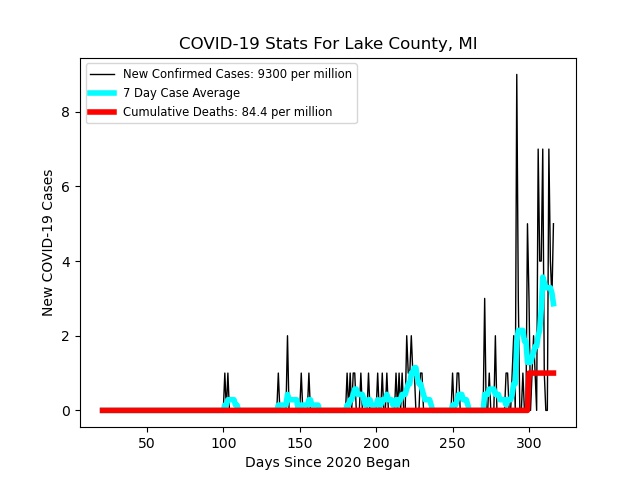 COVID-19 Stats For Lake County, MI
New Confirmed Cases: 9300 per million
7 Day Case Average
Cumulative Deaths: 84.4 per million
New COVID-19 Cases
8
6
4
2
0
50 100 150 200 250 300
Days Since 2020 Began